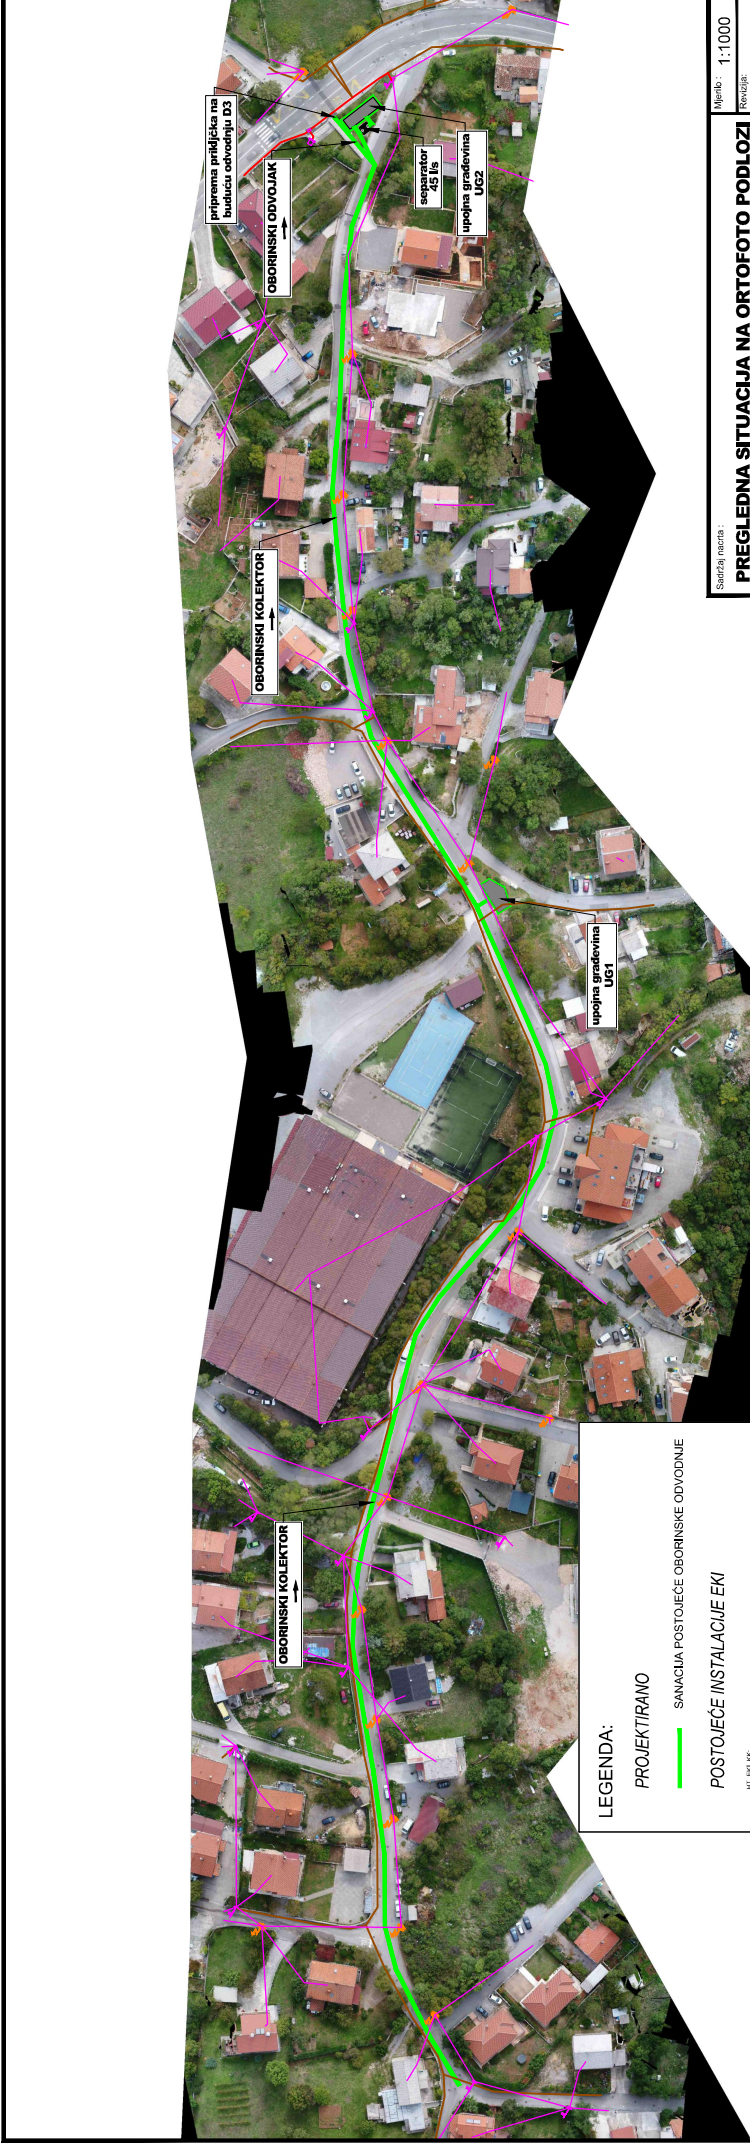 priprema priključka na
buduću odvodnju D3
OBORINSKI ODVOJAK
separator
45 l/s
upojna građevina
UG2
OBORINSKI KOLEKTOR
upojna građevina
UG1
OBORINSKI KOLEKTOR
LEGENDA:
PROJEKTIRANO
SANACIJA POSTOJEĆE OBORINSKE ODVODNJE
POSTOJEĆE INSTALACIJE EKI
Sadržaj nacrta :
PREGLEDNA SITUACIJA NA ORTOFOTO PODLOZI
Mjerilo :
1:1000
Revizija: